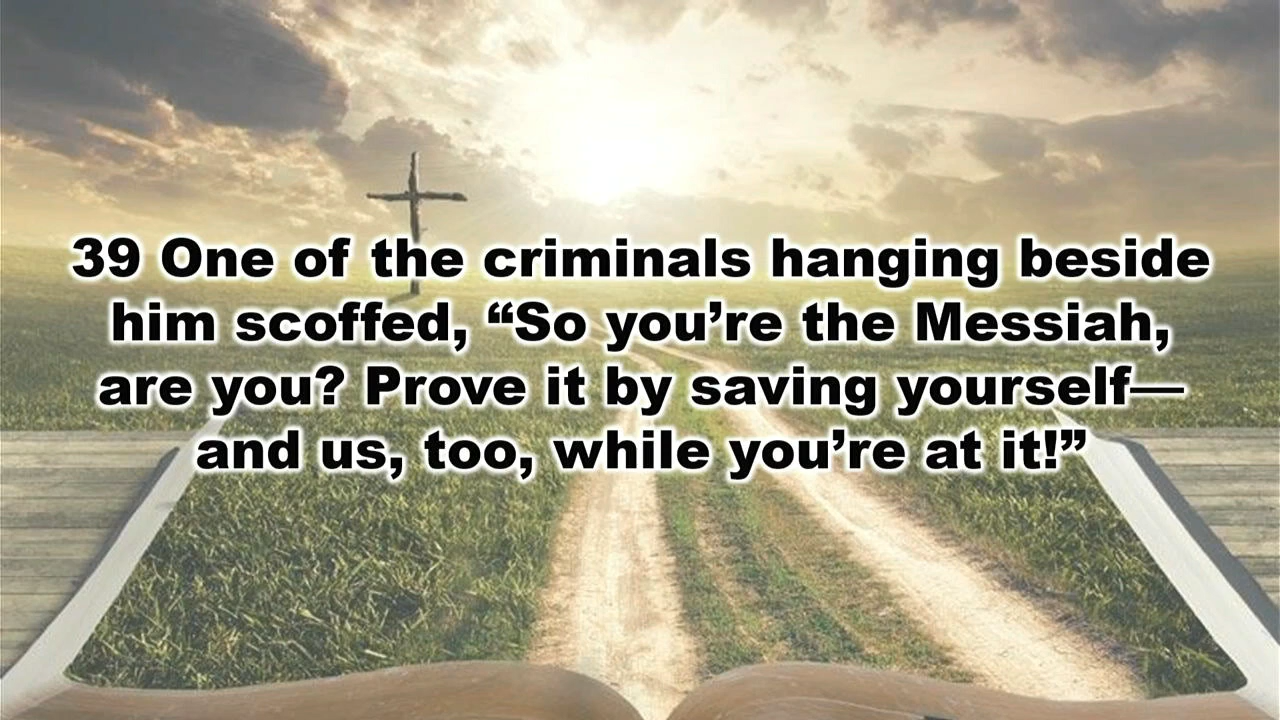 39 One of the criminals hanging beside
him scoffed, “So you’re the Messiah,
are you? Prove it by saving yourself—
and us, too, while you’re at it!”